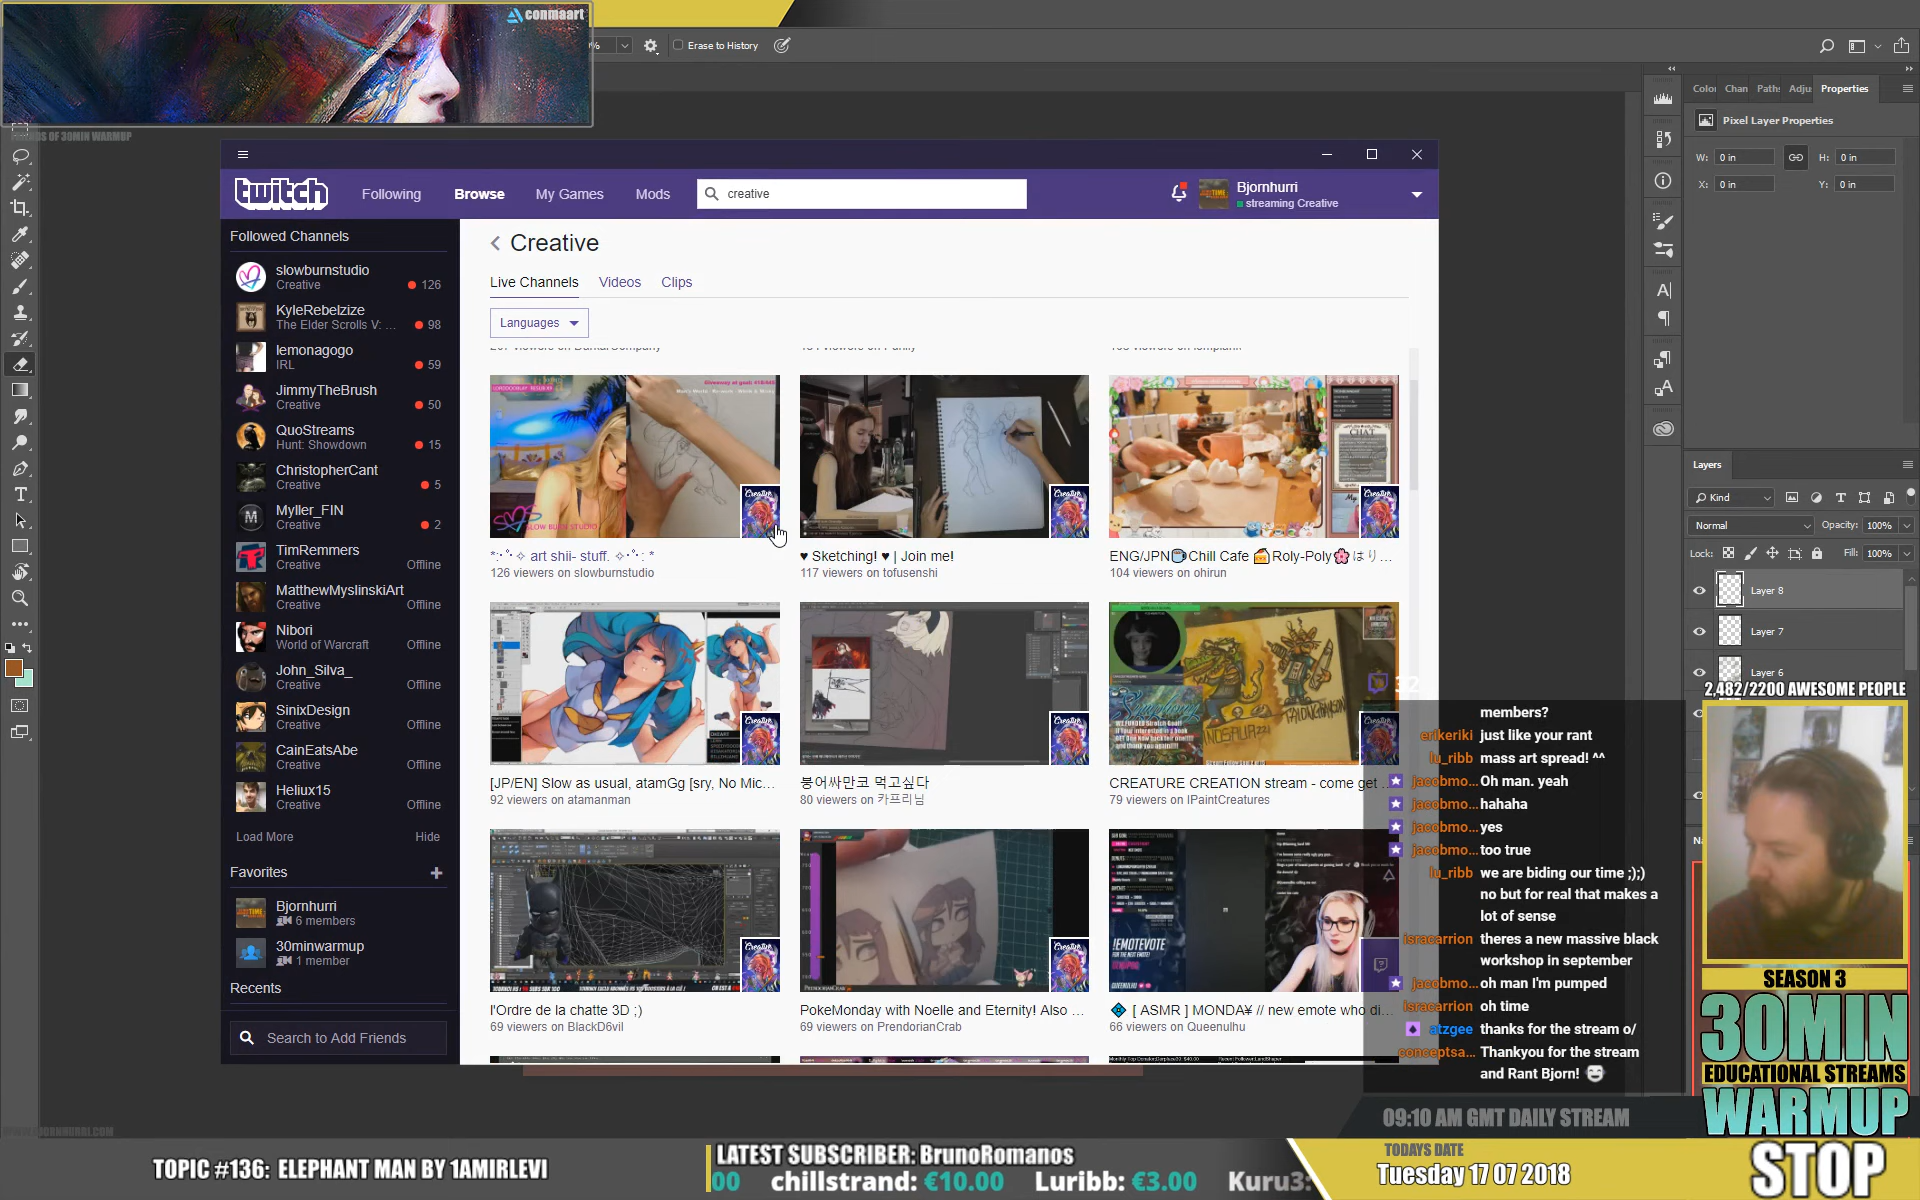 conmaart
Erase to History
FRIENDS OF 30MIN WARMUP
Properties
Pixel Layer Properties
W: 0 in
H: 0 in
X: 0 in
Y: 0 in
twitch
Following
Browse
My Games
Mods
creative
Bjornhurri
streaming Creative
Followed Channels
slowburnstudio
Creative
126
KyleRebelzize
The Elder Scrolls V: ...
98
lemonagogo
IRL
59
JimmyTheBrush
Creative
50
QuoStreams
Hunt: Showdown
15
ChristopherCant
Creative
5
Myller_FIN
Creative
2
TimRemmers
Creative
Offline
MatthewMyslinskiArt
Creative
Offline
Nibori
World of Warcraft
Offline
John_Silva_
Creative
Offline
SinixDesign
Creative
Offline
CainEatsAbe
Creative
Offline
Heliux15
Creative
Offline
Load More
Hide
Favorites
Bjornhurri
6 members
30minwarmup
1 member
Recents
Search to Add Friends
Creative
Live Channels
Videos
Clips
Languages
art shii- stuff.
126 viewers on slowburnstudio
♥ Sketching! ♥ | Join me!
117 viewers on tofusenshi
ENG/JPN Chill Cafe Roly-Poly はり...
104 viewers on ohirun
[JP/EN] Slow as usual, atamGg [sry, No Mic...
92 viewers on atamanman
붕어싸만코 먹고싶다
80 viewers on 카프리님
CREATURE CREATION stream - come get
79 viewers on IPaintCreatures
l'Ordre de la chatte 3D ;)
69 viewers on BlackD6vil
PokeMonday with Noelle and Eternity! Also ...
69 viewers on PrendorianCrab
[ ASMR ] MONDA¥ // new emote who di...
66 viewers on Queenulhu
!EMOTEVOTE
Layers
Kind
Normal
Opacity: 100%
Lock:
Fill: 100%
Layer 8
Layer 7
Layer 6
2,482/2200 AWESOME PEOPLE
32
members?
erikeriki just like your rant
lu_ribb mass art spread! ^^
jacobmo... Oh man. yeah
jacobmo... hahaha
jacobmo... yes
jacobmo... too true
lu_ribb we are biding our time ;);)
no but for real that makes a
lot of sense
isracarrion theres a new massive black
workshop in september
jacobmo... oh man I'm pumped
isracarrion oh time
atzgee thanks for the stream o/
conceptsa... Thankyou for the stream
and Rant Bjorn!
09:10 AM GMT DAILY STREAM
SEASON 3
30MIN
EDUCATIONAL STREAMS
WARMUP
STOP
TOPIC #136: ELEPHANT MAN BY 1AMIRLEVI
LATEST SUBSCRIBER: BrunoRomanos
00 chillstrand: €10.00 Luribb: €3.00 Kuru3:
TODAYS DATE
Tuesday 17 07 2018